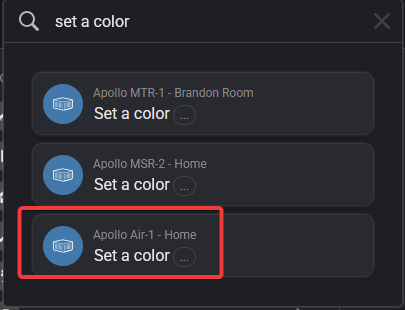 set a color
Apollo MTR-1 - Brandon Room
Set a color ...
Apollo MSR-2 - Home
Set a color ...
Apollo Air-1 - Home
Set a color ...